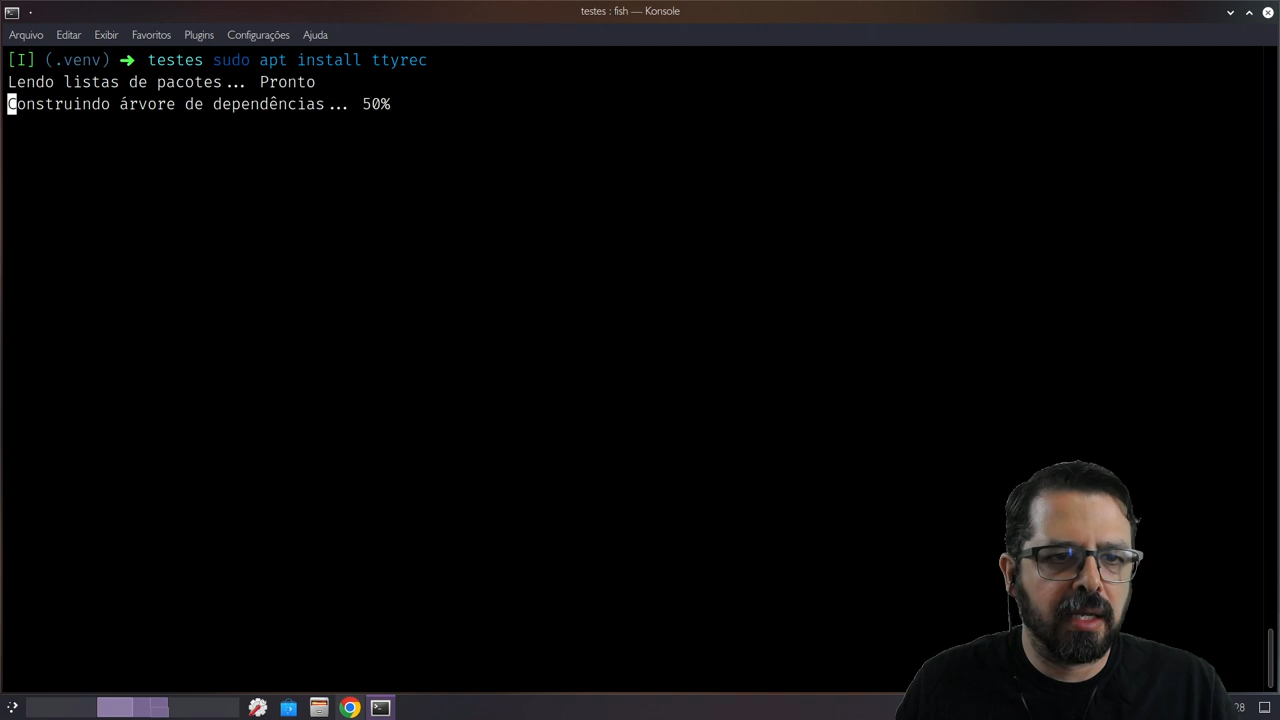 testes : fish — Konsole
Arquivo Editar Exibir Favoritos Plugins Configurações Ajuda
[I] (.venv) ➜ testes sudo apt install ttyrec
Lendo listas de pacotes... Pronto
Construindo árvore de dependências... 50%
28